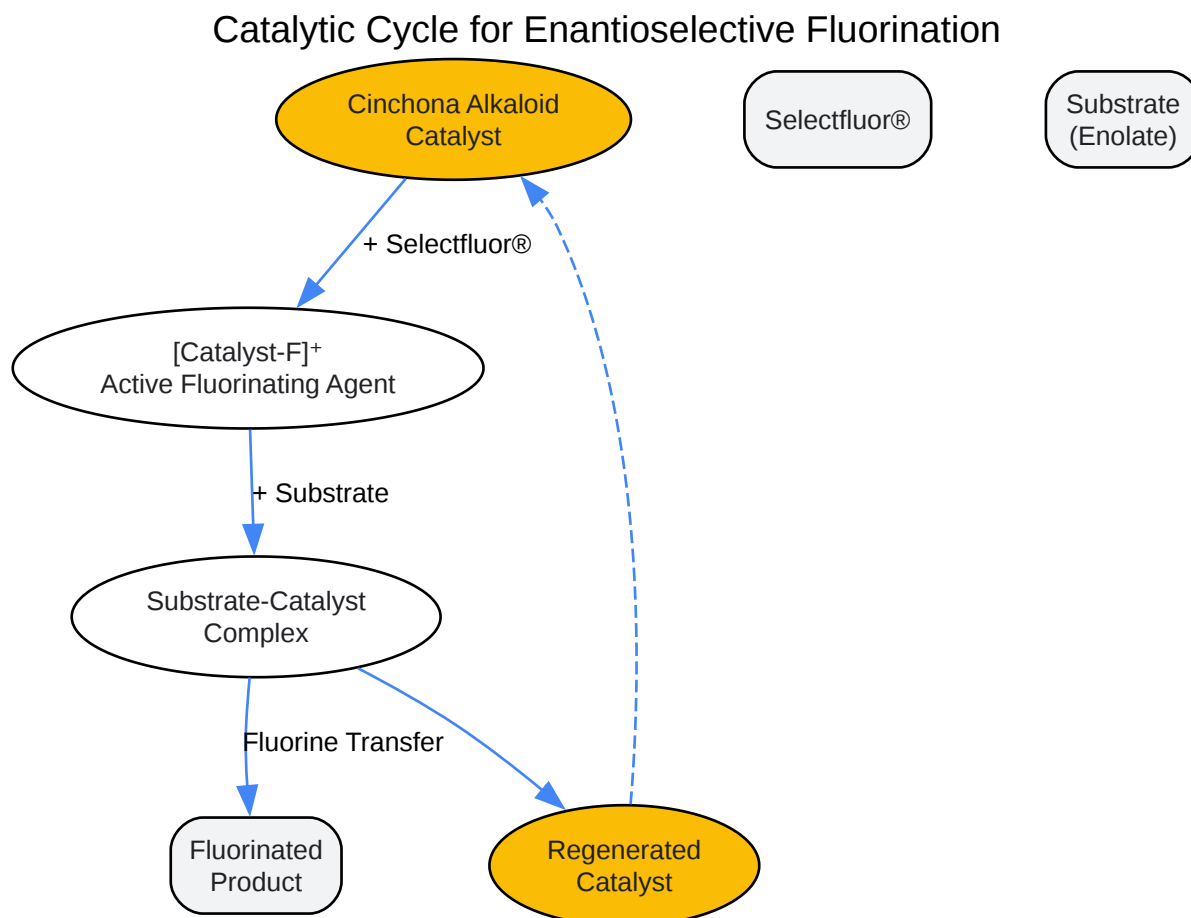 Catalytic Cycle for Enantioselective Fluorination
Cinchona Alkaloid
Catalyst
Selectfluor®
Substrate
(Enolate)
+ Selectfluor®
[Catalyst-F]⁺
Active Fluorinating Agent
+ Substrate
Substrate-Catalyst
Complex
Fluorine Transfer
Fluorinated
Product
Regenerated
Catalyst